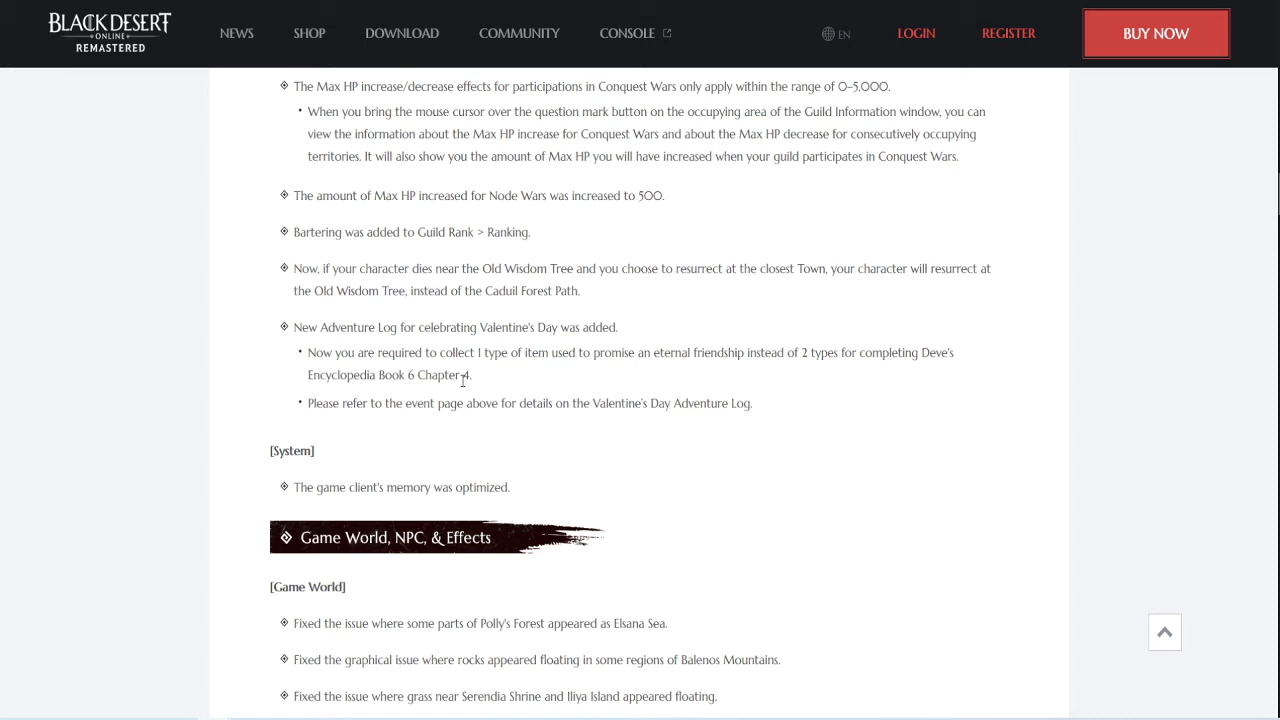 BLACK DESERT
ONLINE
REMASTERED
NEWS
SHOP
DOWNLOAD
COMMUNITY
CONSOLE
EN
LOGIN
REGISTER
BUY NOW
The Max HP increase/decrease effects for participations in Conquest Wars only apply within the range of 0~5,000.
• When you bring the mouse cursor over the question mark button on the occupying area of the Guild Information window, you can
view the information about the Max HP increase for Conquest Wars and about the Max HP decrease for consecutively occupying
territories. It will also show you the amount of Max HP you will have increased when your guild participates in Conquest Wars.
The amount of Max HP increased for Node Wars was increased to 500.
Bartering was added to Guild Rank > Ranking.
Now, if your character dies near the Old Wisdom Tree and you choose to resurrect at the closest Town, your character will resurrect at
the Old Wisdom Tree, instead of the Caduil Forest Path.
New Adventure Log for celebrating Valentine's Day was added.
• Now you are required to collect 1 type of item used to promise an eternal friendship instead of 2 types for completing Deve's
Encyclopedia Book 6 Chapter 4.
• Please refer to the event page above for details on the Valentine's Day Adventure Log.
[System]
The game client's memory was optimized.
Game World, NPC, & Effects
[Game World]
Fixed the issue where some parts of Polly's Forest appeared as Elsana Sea.
Fixed the graphical issue where rocks appeared floating in some regions of Balenos Mountains.
Fixed the issue where grass near Serendia Shrine and Iliya Island appeared floating.